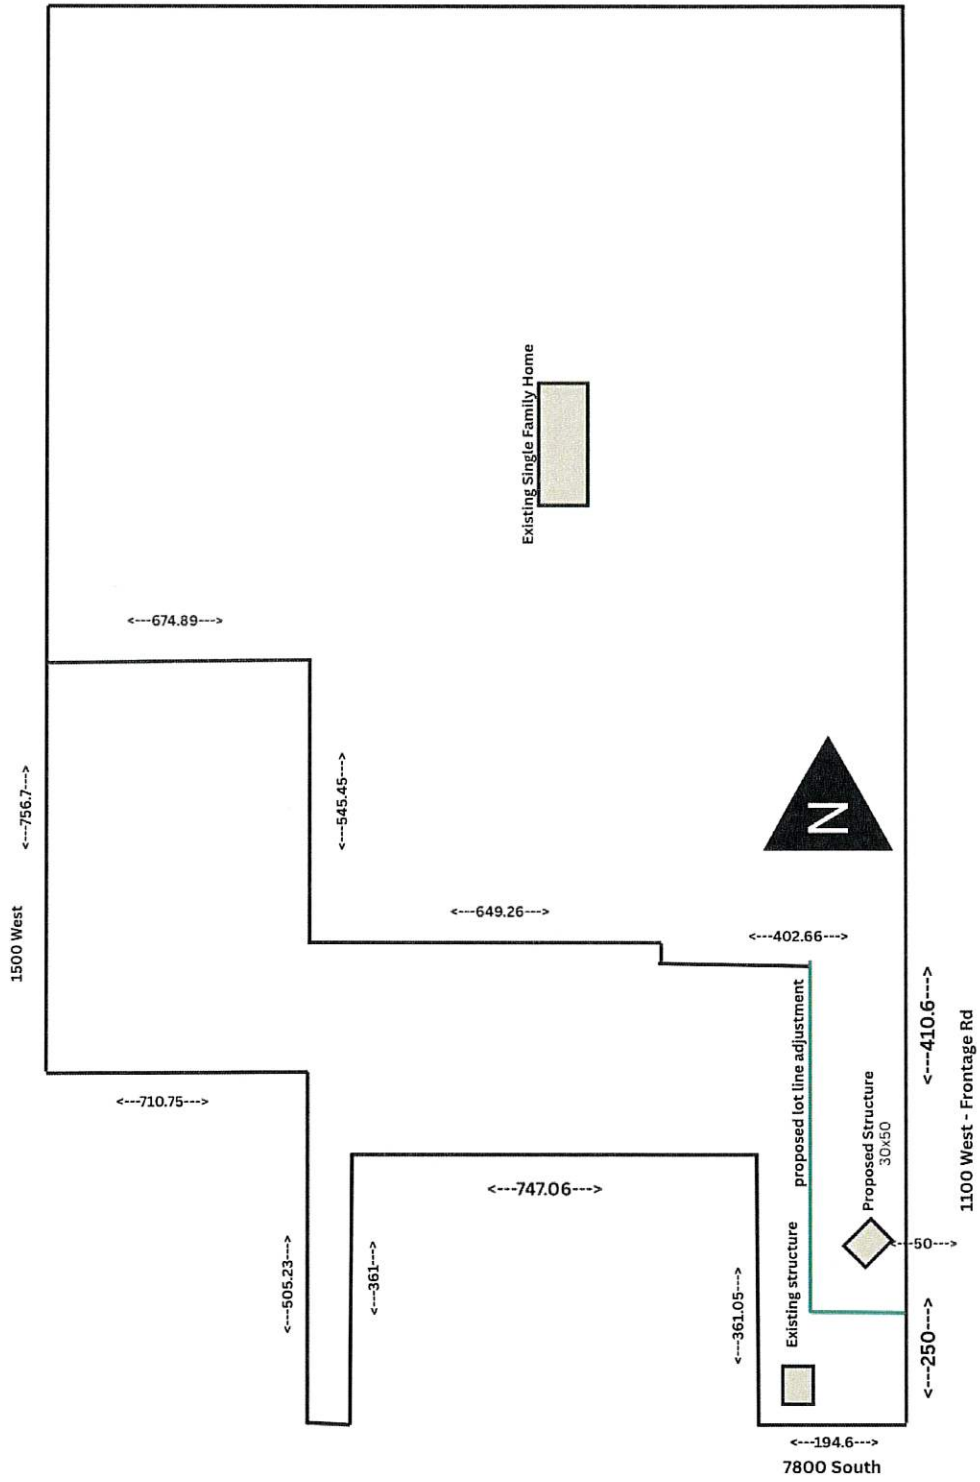 Existing Single Family Home
<---674.89--->
<---756.7--->
<---545.45--->
N
1500 West
<---649.26--->
<---402.66--->
<---410.6--->
proposed lot line adjustment
Proposed Structure
30x50
1100 West - Frontage Rd
<---710.75--->
<---747.06--->
<---505.23--->
<---361--->
<---361.05--->
Existing structure
<---50--->
<---250--->
<---194.6--->
7800 South